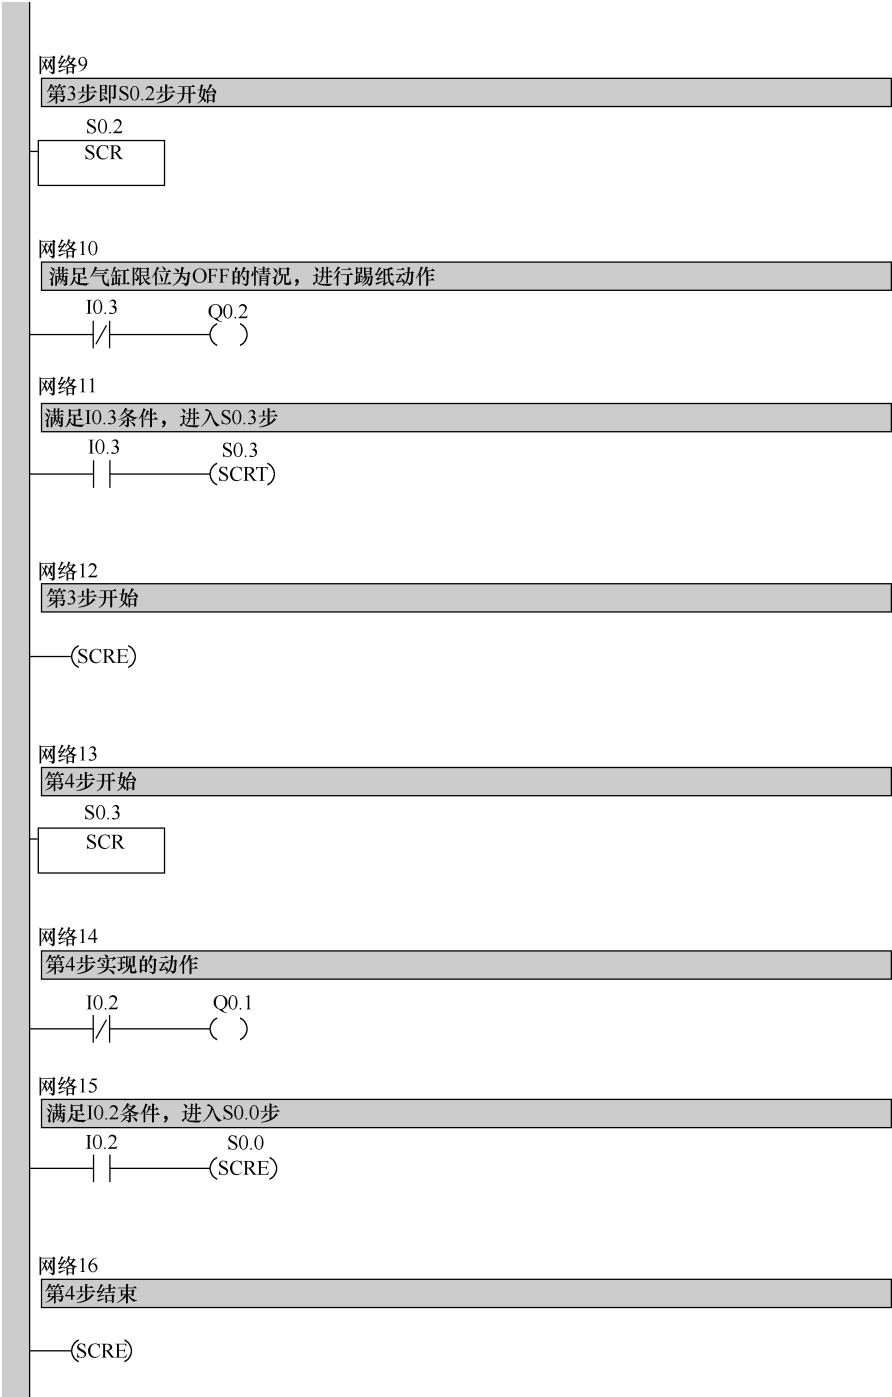 网络9
第3步即S0.2步开始
S0.2
SCR
网络10
满足气缸限位为OFF的情况，进行踢纸动作
I0.3 Q0.2
网络11
满足I0.3条件，进入S0.3步
I0.3 S0.3
(SCRT)
网络12
第3步开始
(SCRE)
网络13
第4步开始
S0.3
SCR
网络14
第4步实现的动作
I0.2 Q0.1
网络15
满足I0.2条件，进入S0.0步
I0.2 S0.0
(SCRE)
网络16
第4步结束
(SCRE)